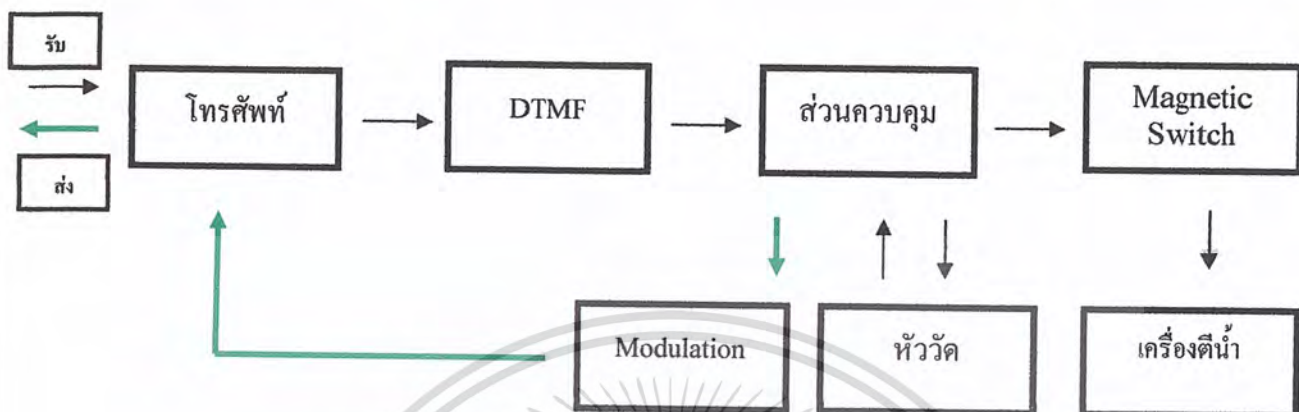 รับ
โทรศัพท์
DTMF
ส่วนควบคุม
Magnetic
Switch
ส่ง
Modulation
หัววัด
เครื่องตีน้ำ